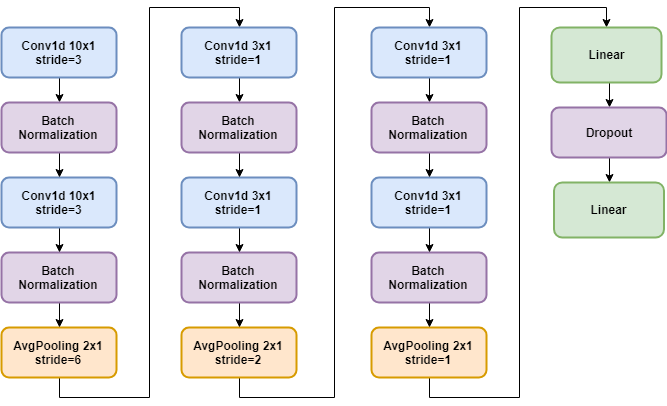 Conv1d 10x1
stride=3
Batch
Normalization
Conv1d 10x1
stride=3
Batch
Normalization
AvgPooling 2x1
stride=6
Conv1d 3x1
stride=1
Batch
Normalization
Conv1d 3x1
stride=1
Batch
Normalization
AvgPooling 2x1
stride=2
Conv1d 3x1
stride=1
Batch
Normalization
Conv1d 3x1
stride=1
Batch
Normalization
AvgPooling 2x1
stride=1
Linear
Dropout
Linear